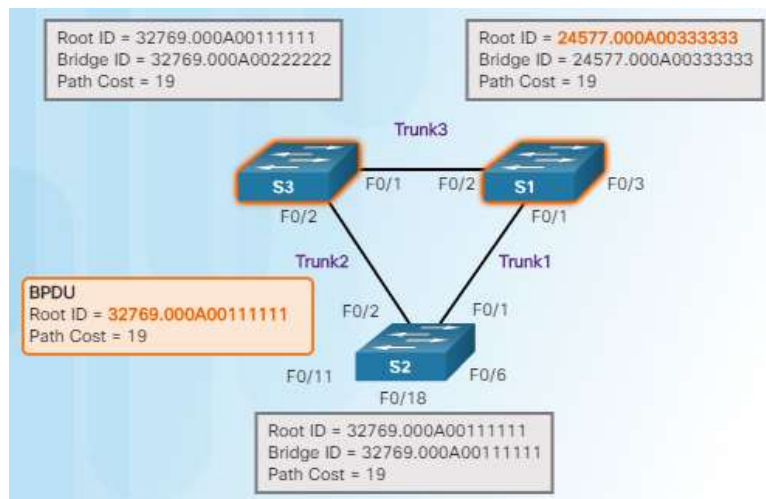 Root ID = 32769.000A00111111
Bridge ID = 32769.000A00222222
Path Cost = 19
Root ID = 24577.000A00333333
Bridge ID = 24577.000A00333333
Path Cost = 19
Trunk3
S3
F0/1
F0/2
S1
F0/3
F0/2
F0/1
Trunk2
Trunk1
BPDU
Root ID = 32769.000A00111111
Path Cost = 19
F0/2
F0/1
S2
F0/11
F0/6
F0/18
Root ID = 32769.000A00111111
Bridge ID = 32769.000A00111111
Path Cost = 19